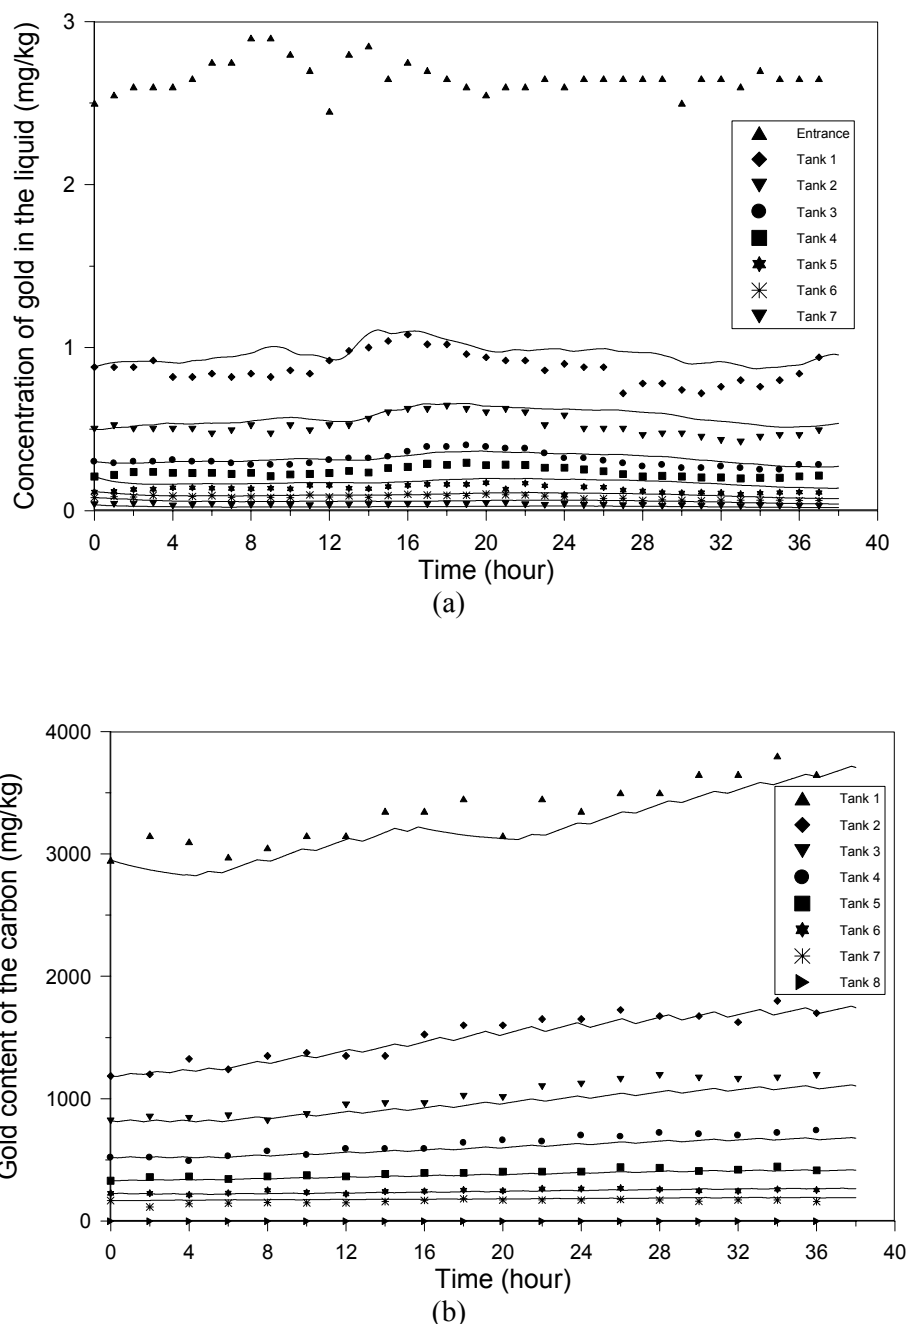 Concentration of gold in the liquid (mg/kg)
3
2
1
0
Entrance
Tank 1
Tank 2
Tank 3
Tank 4
Tank 5
Tank 6
Tank 7
0 4 8 12 16 20 24 28 32 36 40
Time (hour)
(a)
Gold content of the carbon (mg/kg)
4000
3000
2000
1000
0
Tank 1
Tank 2
Tank 3
Tank 4
Tank 5
Tank 6
Tank 7
Tank 8
0 4 8 12 16 20 24 28 32 36 40
Time (hour)
(b)